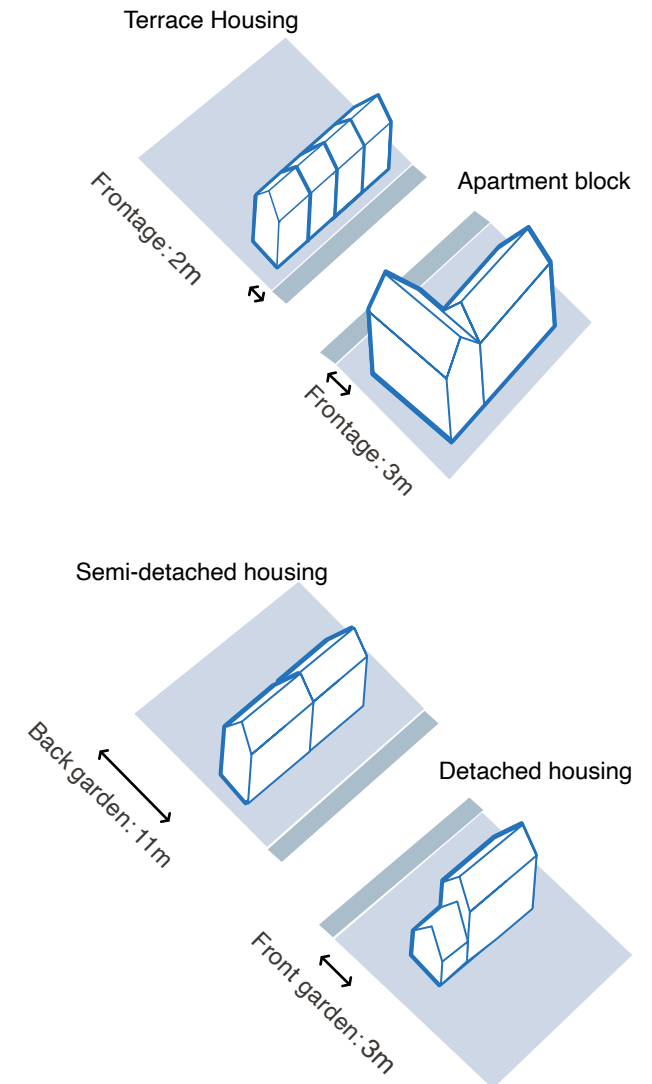 Terrace Housing
Apartment block
Frontage: 2m
Frontage: 3m
Semi-detached housing
Back garden: 11m
Detached housing
Front garden: 3m